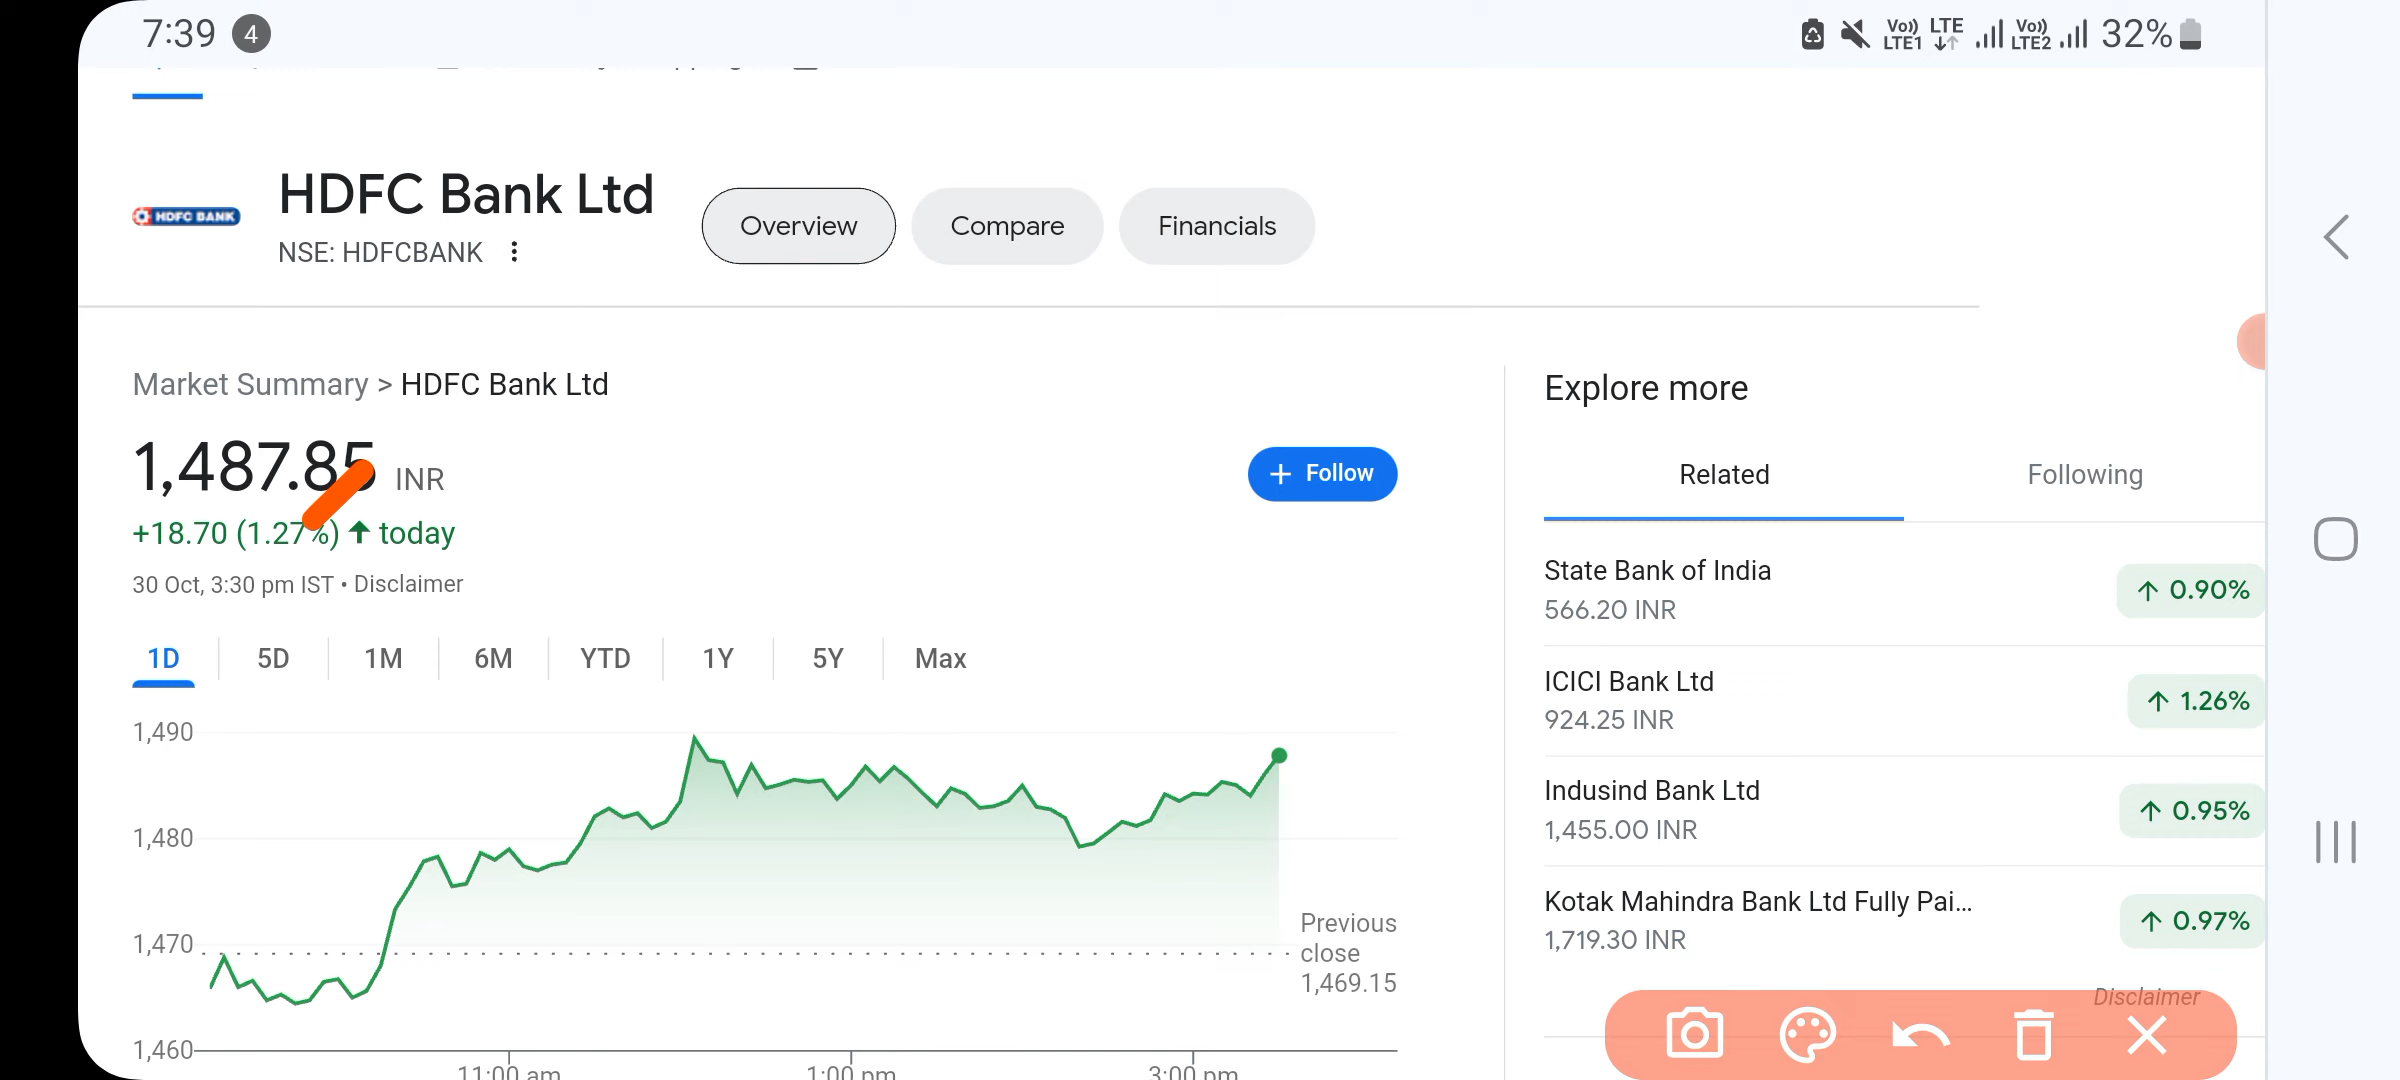 7:39 4 Vo)) LTE1 LTE Vo)) LTE2 32%
HDFC BANK
HDFC Bank Ltd
NSE: HDFCBANK
Overview
Compare
Financials
Market Summary > HDFC Bank Ltd
1,487.85 INR
+ Follow
+18.70 (1.27%) today
30 Oct, 3:30 pm IST • Disclaimer
1D 5D 1M 6M YTD 1Y 5Y Max
1,490
1,480
1,470
1,460
Previous
close
1,469.15
11:00 am 1:00 pm 3:00 pm
Explore more
Related Following
State Bank of India
566.20 INR
0.90%
ICICI Bank Ltd
924.25 INR
1.26%
Indusind Bank Ltd
1,455.00 INR
0.95%
Kotak Mahindra Bank Ltd Fully Pai...
1,719.30 INR
0.97%
Disclaimer